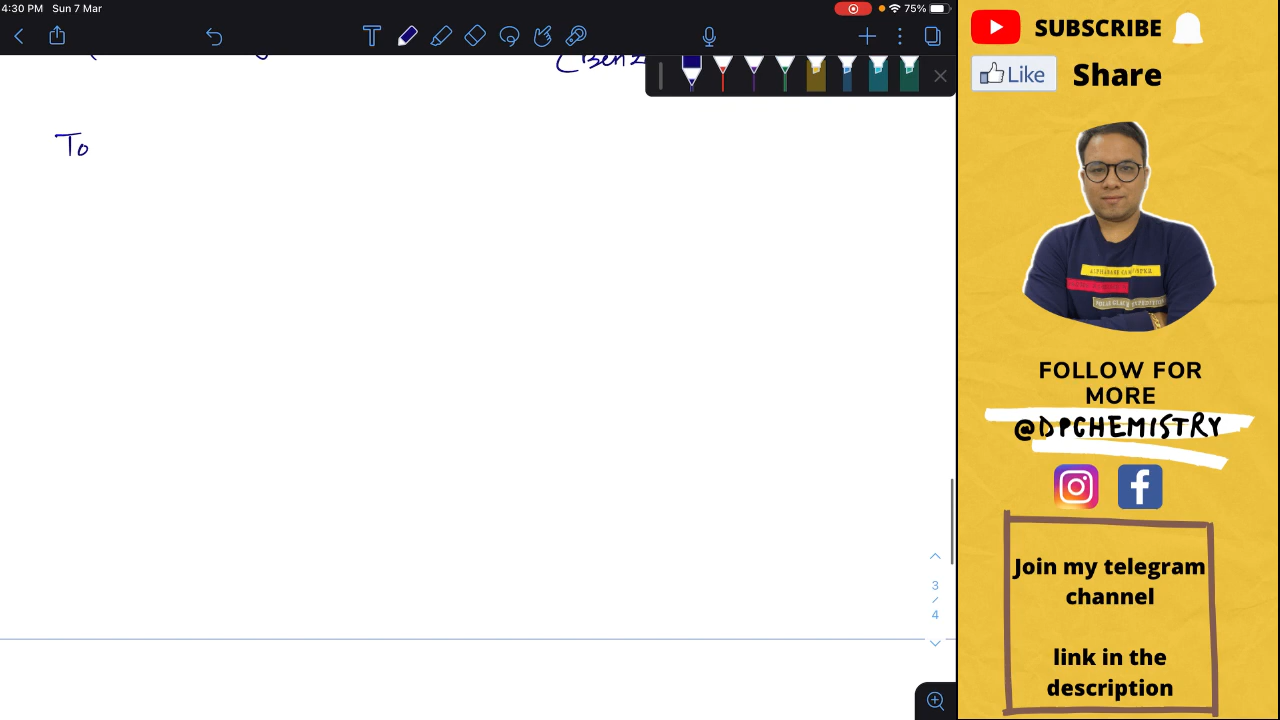 4:30 PM Sun 7 Mar
75%
(Benz
To
3
/
4
SUBSCRIBE
Like Share
FOLLOW FOR
MORE
@DPCHEMISTRY
Join my telegram
channel
link in the
description